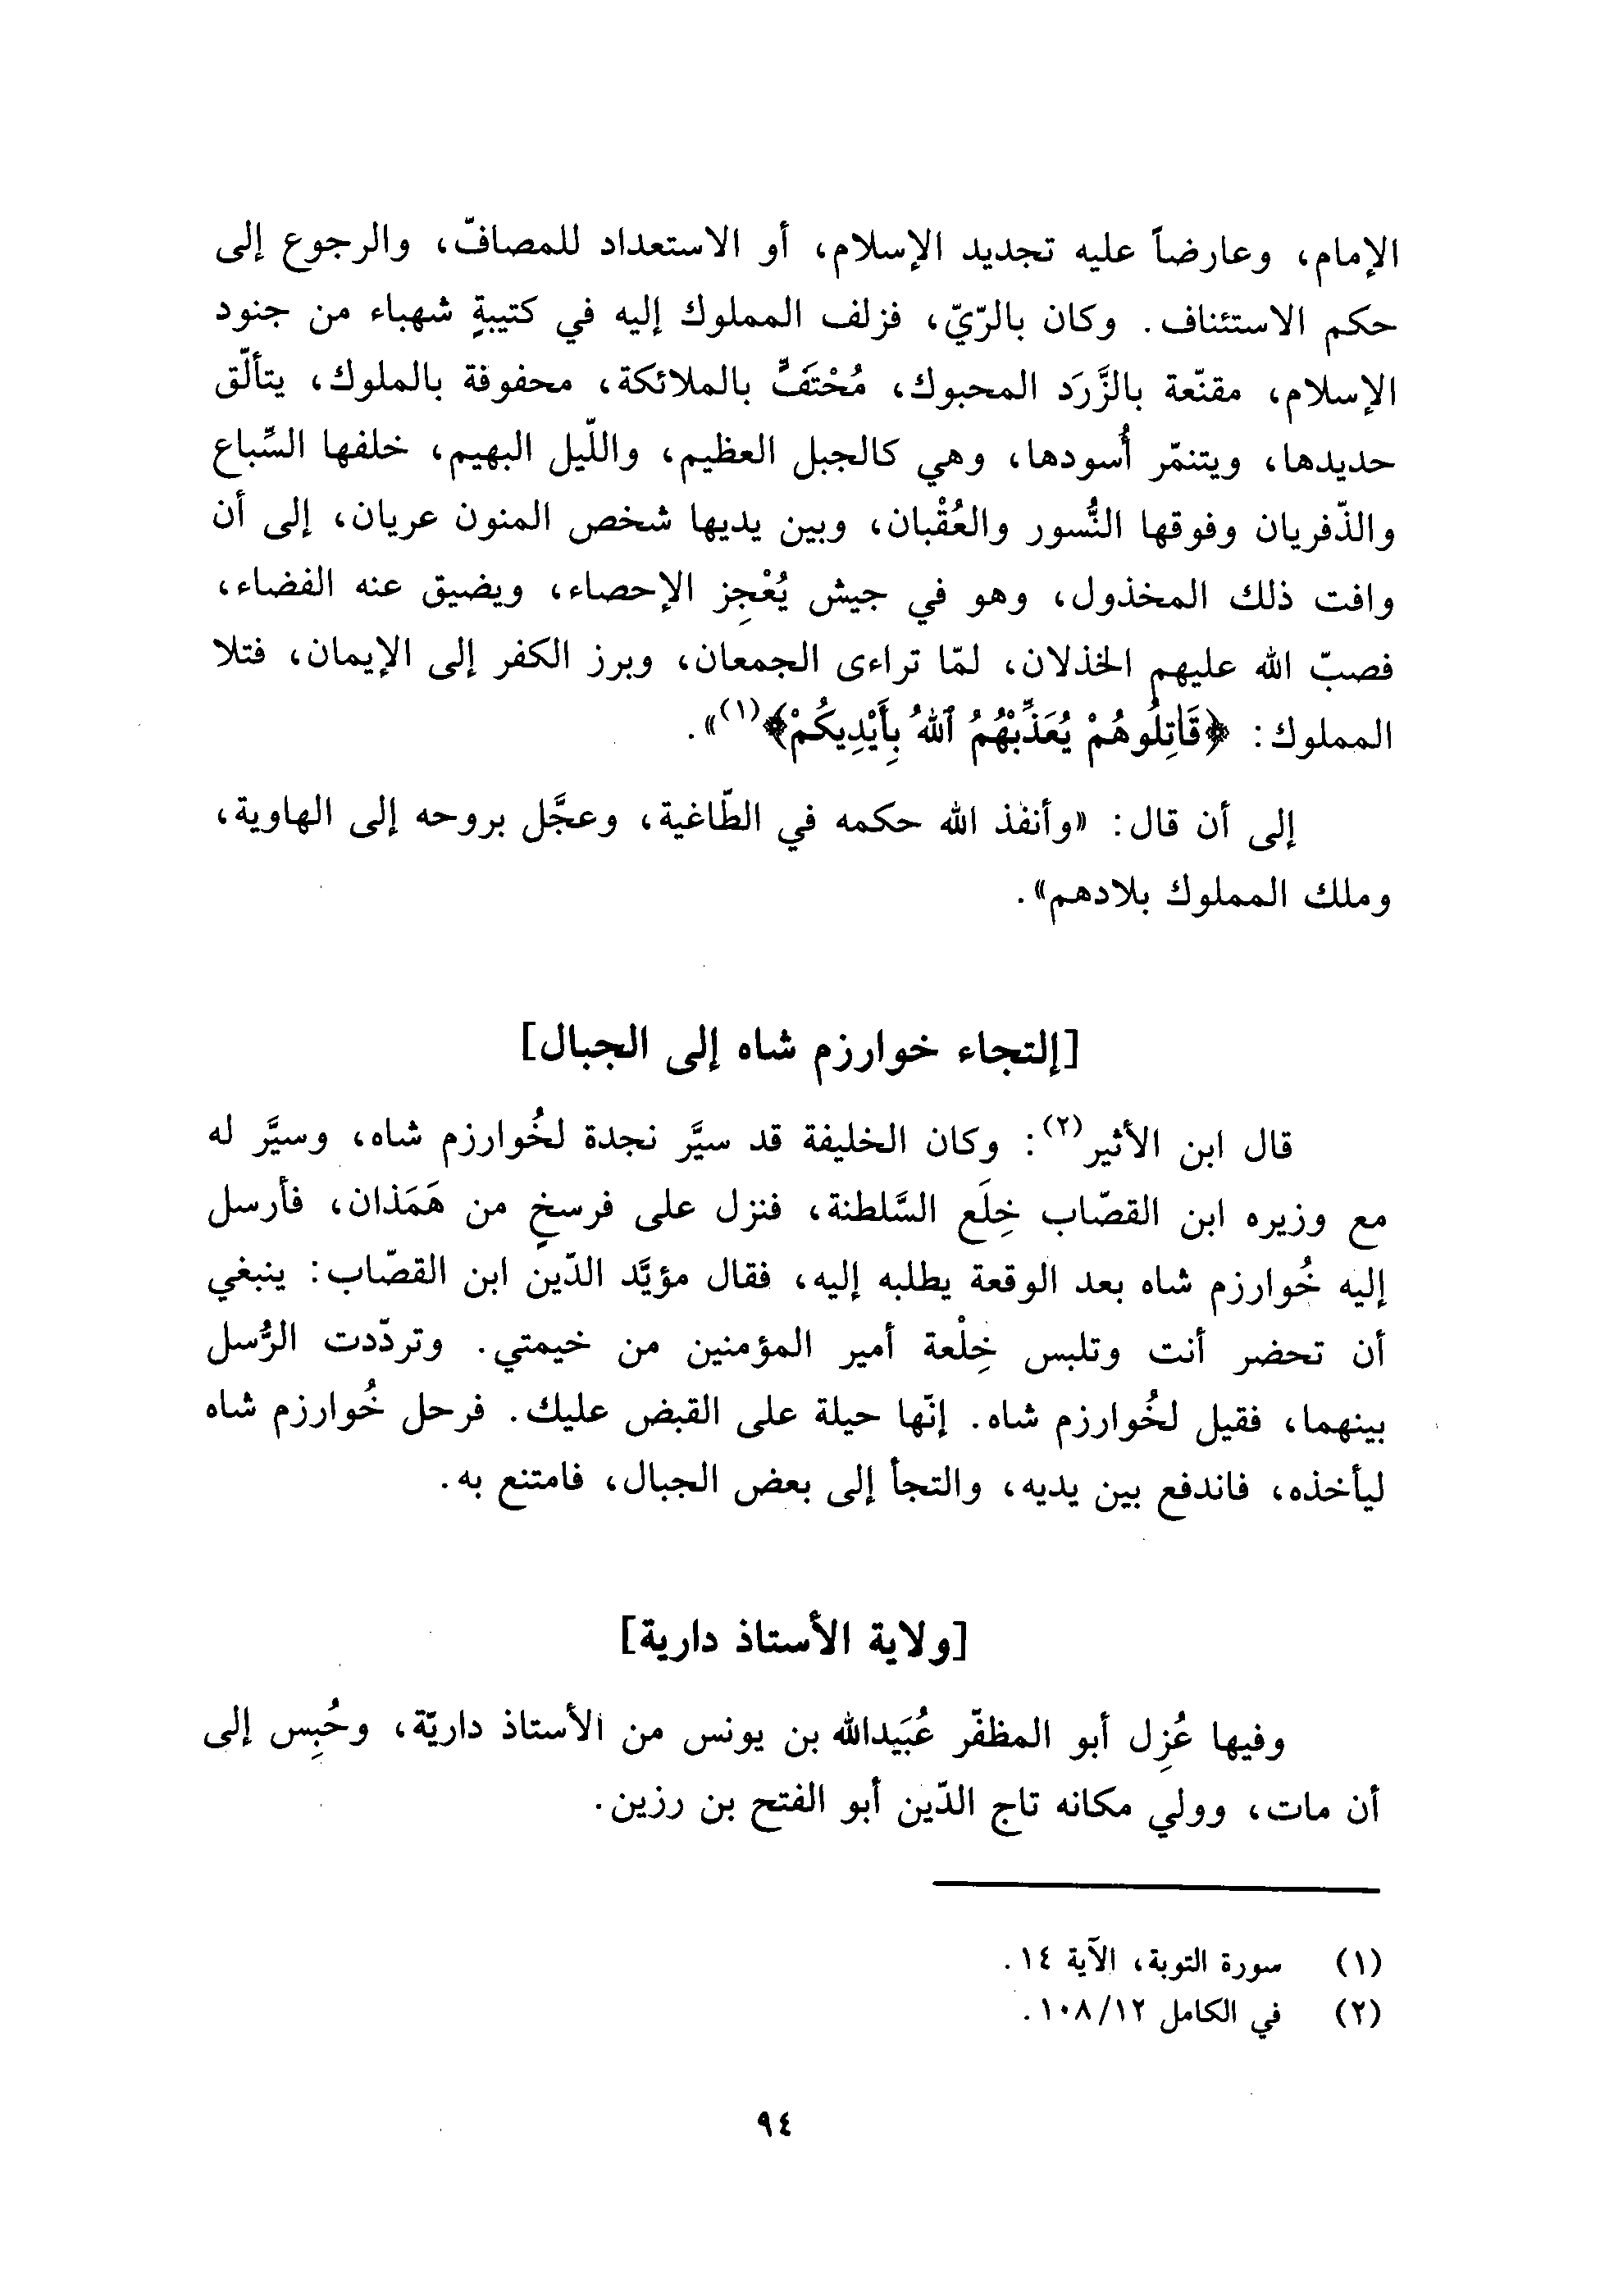 الإمام، وعارضاً عليه تجديد الإسلام، أو الاستعداد للمصافّ، والرجوع إلى
حكم الاستئناف. وكان بالرّيّ، فزلف المملوك إليه في كتيبةٍ شهباء من جنود
الإسلام، مقنّعة بالزَّرَد المحبوك، مُحْتَفٌّ بالملائكة، محفوفة بالملوك، يتألّق
حديدها، ويتنمّر أُسودها، وهي كالجبل العظيم، واللّيل البهيم، خلفها السِّباع
والذّفريان وفوقها النُّسور والعُقْبان، وبين يديها شخص المنون عريان، إلى أن
وافت ذلك المخذول، وهو في جيش يُعْجِز الإحصاء، ويضيق عنه الفضاء،
فصبّ الله عليهم الخذلان، لمّا تراءى الجمعان، وبرز الكفر إلى الإيمان، فتلا
المملوك: ﴿قَاتِلُوهُمْ يُعَذِّبْهُمُ ٱللهُ بِأَيْدِيكُمْ﴾(١)».
إلى أن قال: «وأنفذ الله حكمه في الطّاغية، وعجَّل بروحه إلى الهاوية،
وملك المملوك بلادهم».
[إلتجاء خوارزم شاه إلى الجبال]
قال ابن الأثير(٢): وكان الخليفة قد سيَّر نجدة لخُوارزم شاه، وسيَّر له
مع وزيره ابن القصّاب خِلَع السَّلطنة، فنزل على فرسخٍ من هَمَذان، فأرسل
إليه خُوارزم شاه بعد الوقعة يطلبه إليه، فقال مؤيَّد الدّين ابن القصّاب: ينبغي
أن تحضر أنت وتلبس خِلْعة أمير المؤمنين من خيمتي. وتردّدت الرُّسل
بينهما، فقيل لخُوارزم شاه. إنّها حيلة على القبض عليك. فرحل خُوارزم شاه
ليأخذه، فاندفع بين يديه، والتجأ إلى بعض الجبال، فامتنع به.
[ولاية الأستاذ دارية]
وفيها عُزِل أبو المظفّر عُبَيدالله بن يونس من الأستاذ داريّة، وحُبِس إلى
أن مات، وولي مكانه تاج الدّين أبو الفتح بن رزين.
(١) سورة التوبة، الآية ١٤.
(٢) في الكامل ١٠٨/١٢.
٩٤